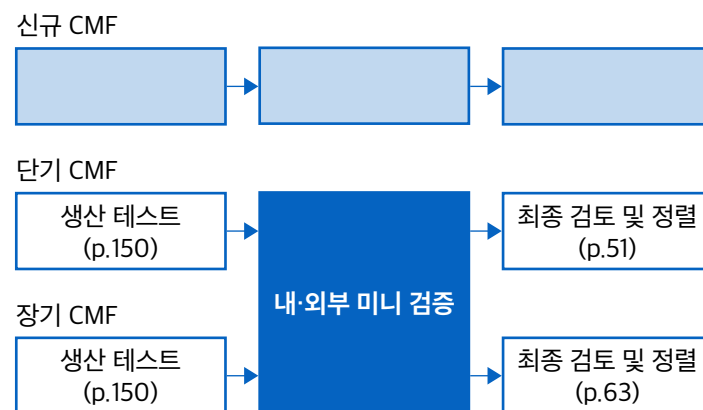 신규 CMF
단기 CMF
생산 테스트
(p.150)
최종 검토 및 정렬
(p.51)
내·외부 미니 검증
장기 CMF
생산 테스트
(p.150)
최종 검토 및 정렬
(p.63)